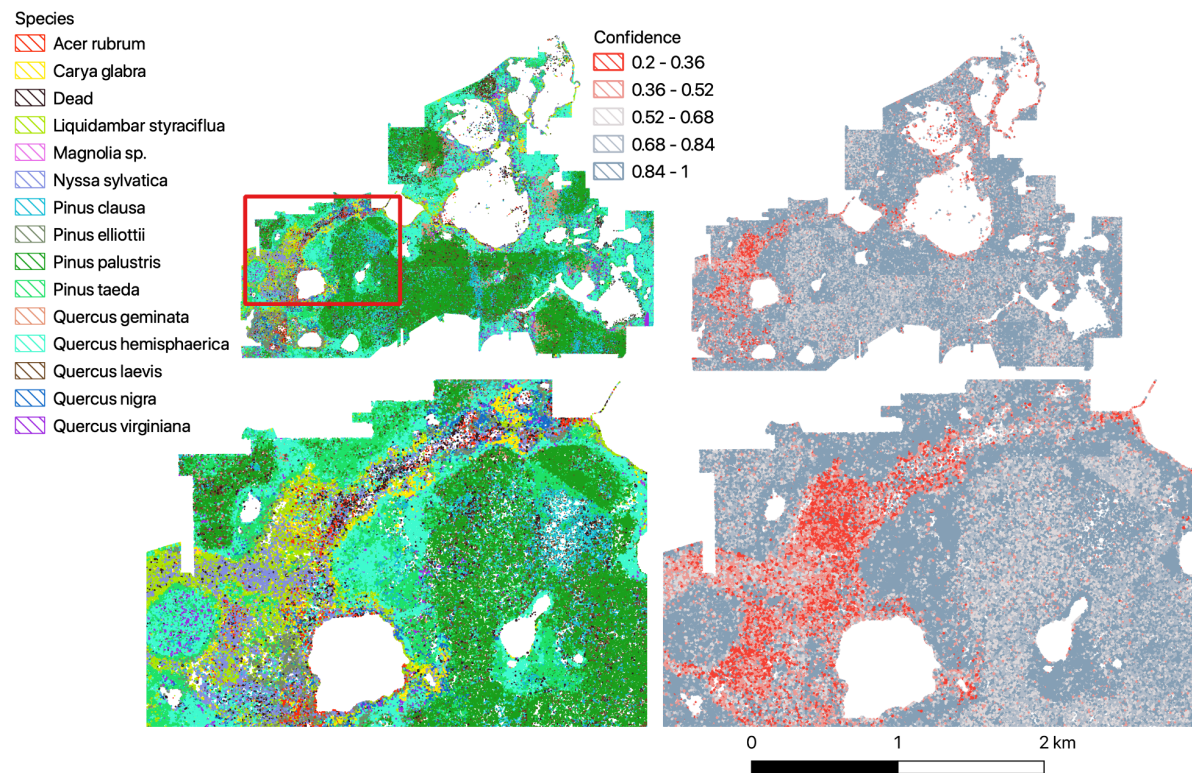 Species
Acer rubrum
Carya glabra
Dead
Liquidambar styraciflua
Magnolia sp.
Nyssa sylvatica
Pinus clausa
Pinus elliottii
Pinus palustris
Pinus taeda
Quercus geminata
Quercus hemisphaerica
Quercus laevis
Quercus nigra
Quercus virginiana
Confidence
0.2 - 0.36
0.36 - 0.52
0.52 - 0.68
0.68 - 0.84
0.84 - 1
0 1 2 km